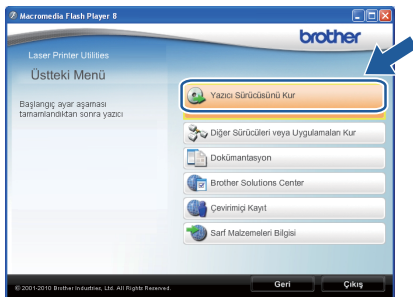 Macromedia Flash Player 8
brother
Laser Printer Utilities
Üstteki Menü
Başlangıç ayar aşaması
tamamlandıktan sonra yazıcı
Yazıcı Sürücüsünü Kur
Diğer Sürücüleri veya Uygulamaları Kur
Dokümantasyon
Brother Solutions Center
Çevirimiçi Kayıt
Sarf Malzemeleri Bilgisi
© 2001-2010 Brother Industries, Ltd. All Rights Reserved.
Geri
Çıkış